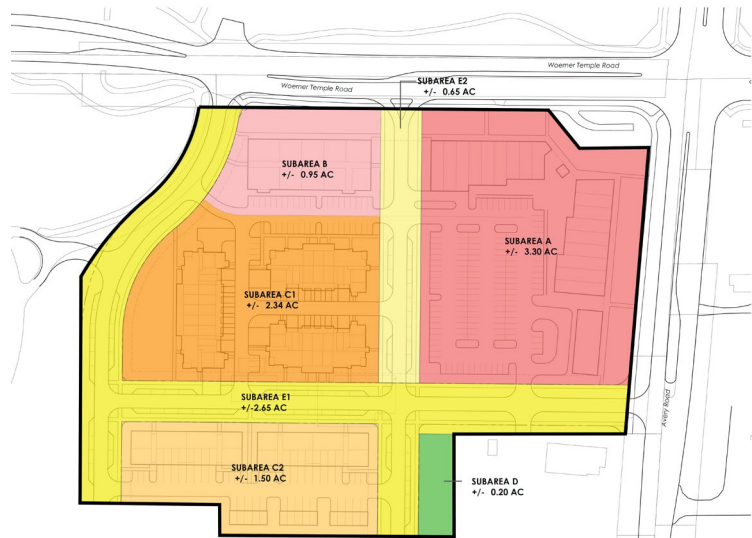 Woerner Temple Road
Woerner Temple Road
SUBAREA E2
+/- 0.65 AC
SUBAREA B
+/- 0.95 AC
SUBAREA A
+/- 3.30 AC
SUBAREA C1
+/- 2.34 AC
SUBAREA E1
+/-2.65 AC
Avery Road
SUBAREA C2
+/- 1.50 AC
SUBAREA D
+/- 0.20 AC